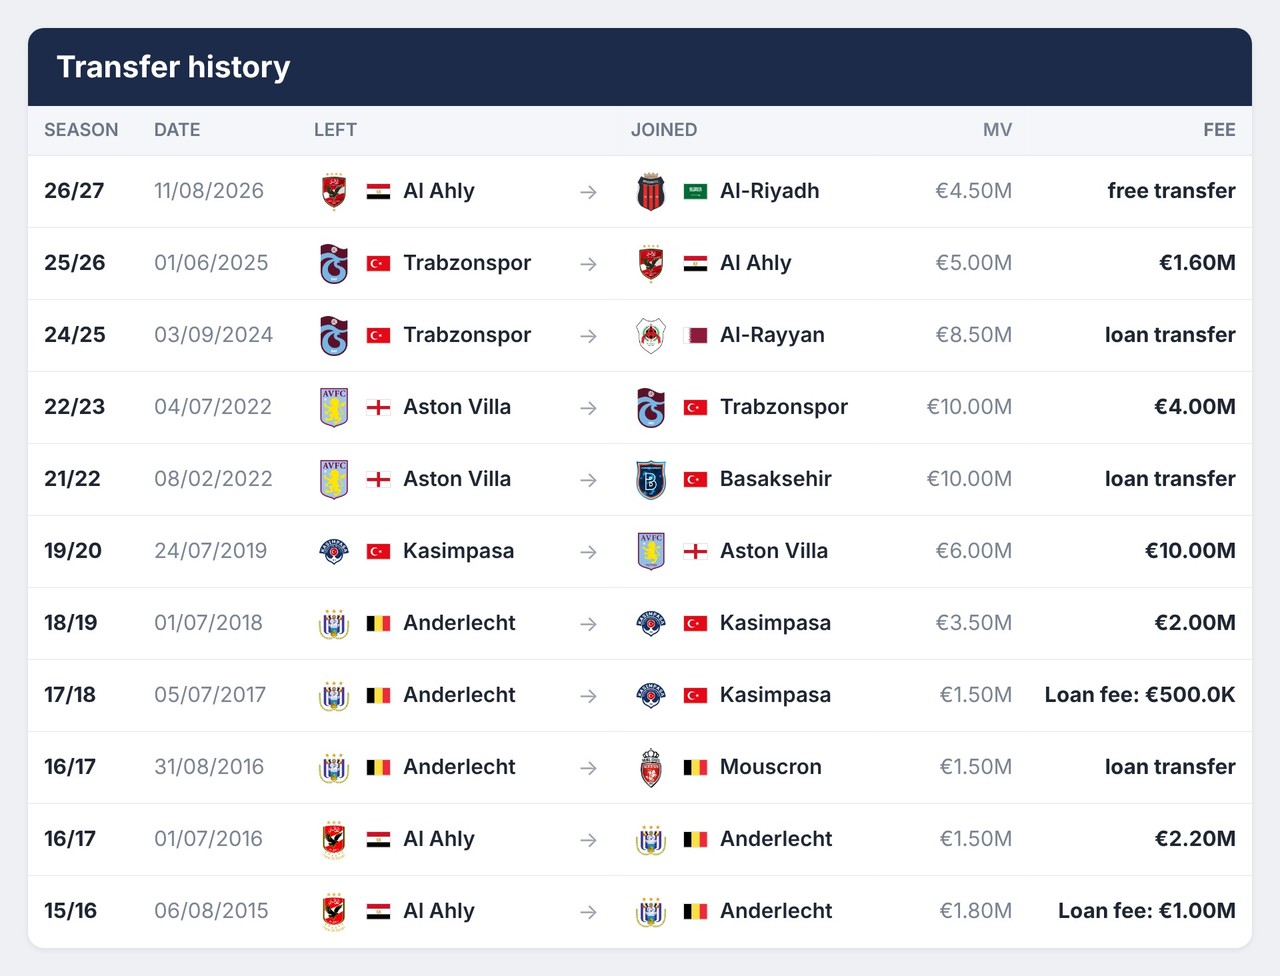 Transfer history
SEASON DATE LEFT JOINED MV FEE
26/27 11/08/2026 Al Ahly → Al-Riyadh €4.50M free transfer
25/26 01/06/2025 Trabzonspor → Al Ahly €5.00M €1.60M
24/25 03/09/2024 Trabzonspor → Al-Rayyan €8.50M loan transfer
22/23 04/07/2022 Aston Villa → Trabzonspor €10.00M €4.00M
21/22 08/02/2022 Aston Villa → Basaksehir €10.00M loan transfer
19/20 24/07/2019 Kasimpasa → Aston Villa €6.00M €10.00M
18/19 01/07/2018 Anderlecht → Kasimpasa €3.50M €2.00M
17/18 05/07/2017 Anderlecht → Kasimpasa €1.50M Loan fee: €500.0K
16/17 31/08/2016 Anderlecht → Mouscron €1.50M loan transfer
16/17 01/07/2016 Al Ahly → Anderlecht €1.50M €2.20M
15/16 06/08/2015 Al Ahly → Anderlecht €1.80M Loan fee: €1.00M